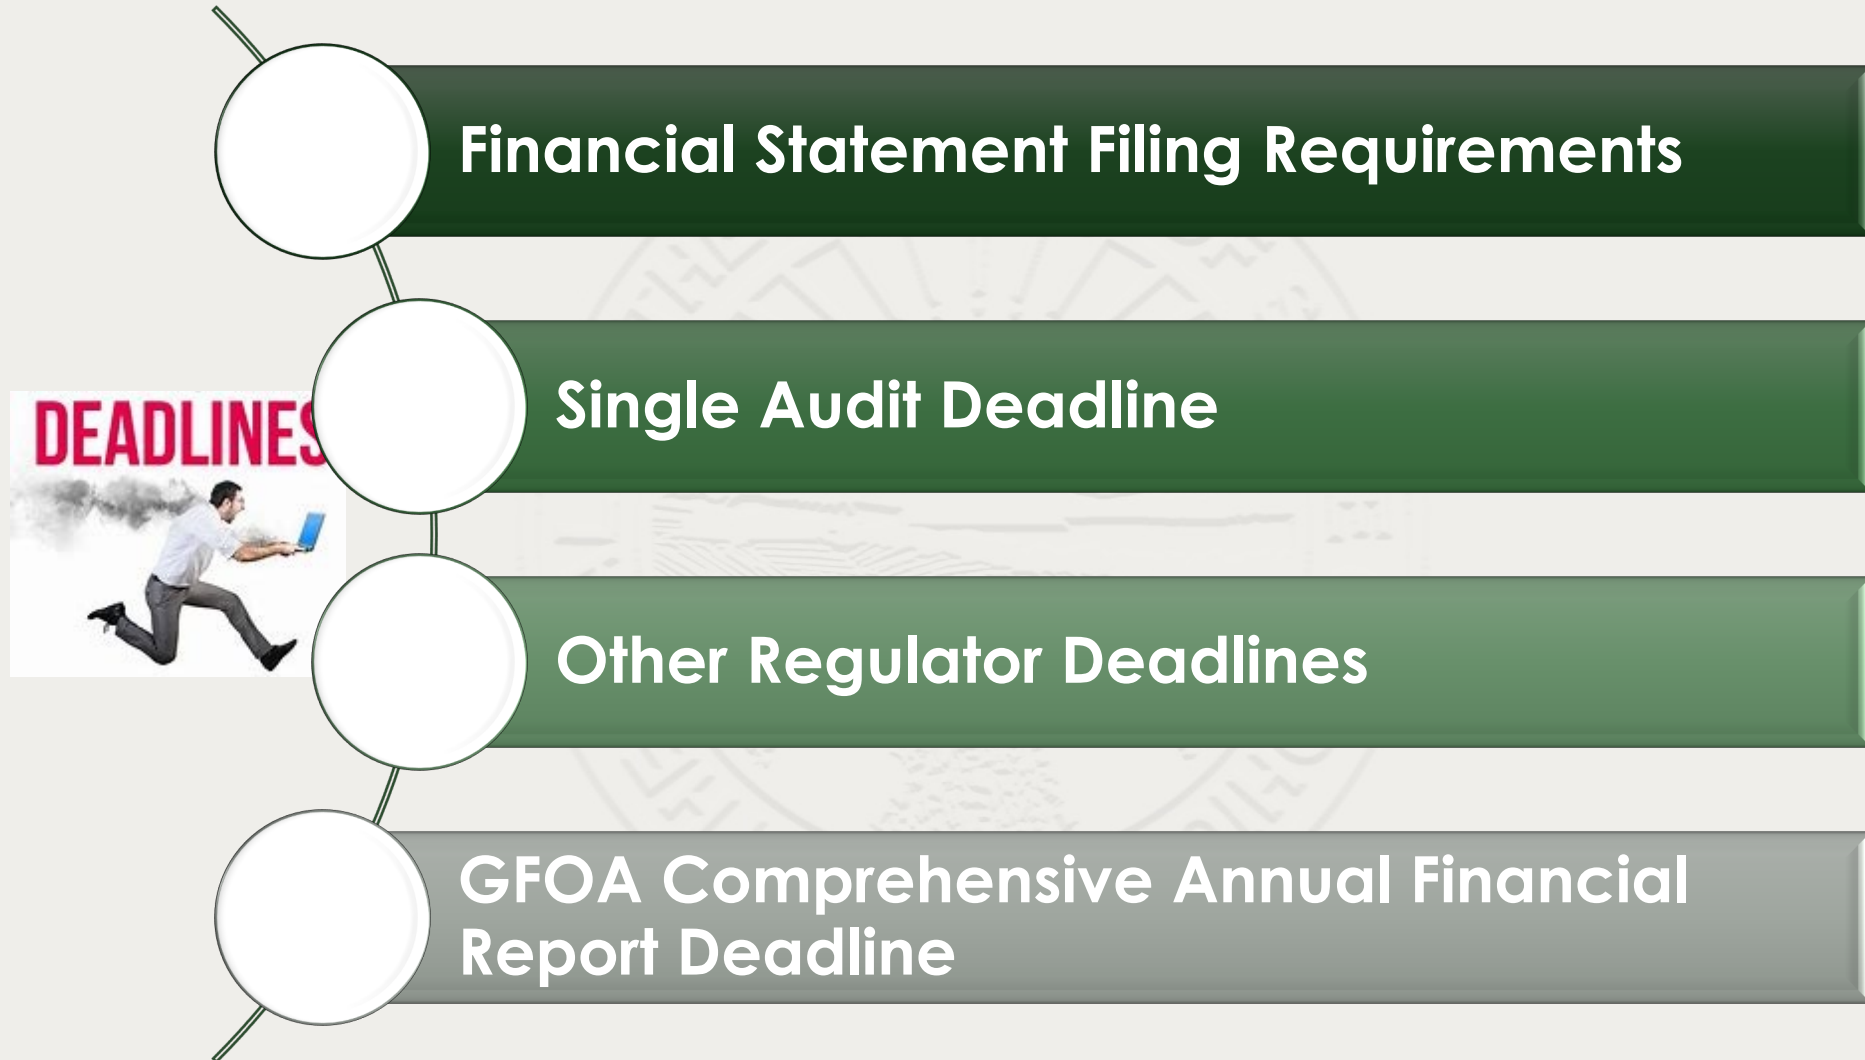 Financial Statement Filing Requirements
Single Audit Deadline
DEADLINES
Other Regulator Deadlines
GFOA Comprehensive Annual Financial
Report Deadline